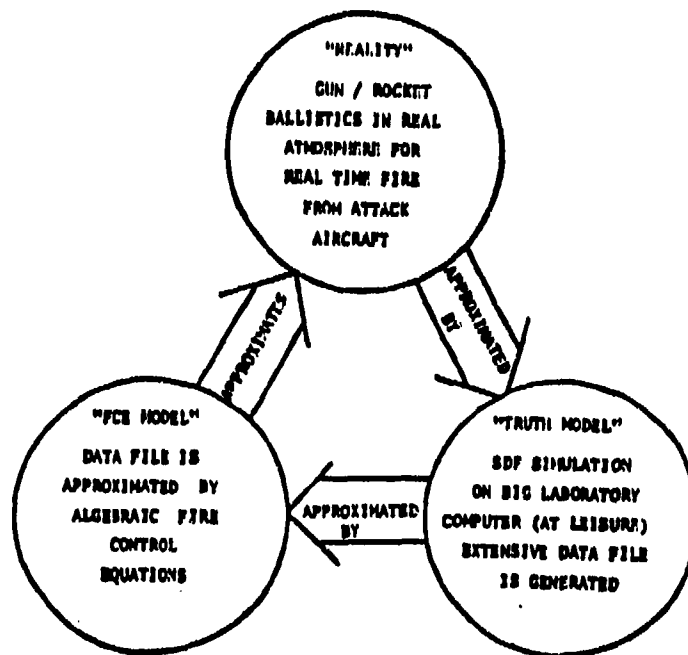 "REALITY"
GUN / ROCKET
BALLISTICS IN REAL
ATMOSPHERE FOR
REAL TIME FIRE
FROM ATTACK
AIRCRAFT
APPROXIMATED
BY
APPROXIMATES
"FCE MODEL"
DATA FILE IS
APPROXIMATED BY
ALGEBRAIC FIRE
CONTROL
EQUATIONS
APPROXIMATED
BY
"TRUTH MODEL"
SIMULATION
ON BIG LABORATORY
COMPUTER (AT LEISURE)
EXTENSIVE DATA FILE
IS GENERATED